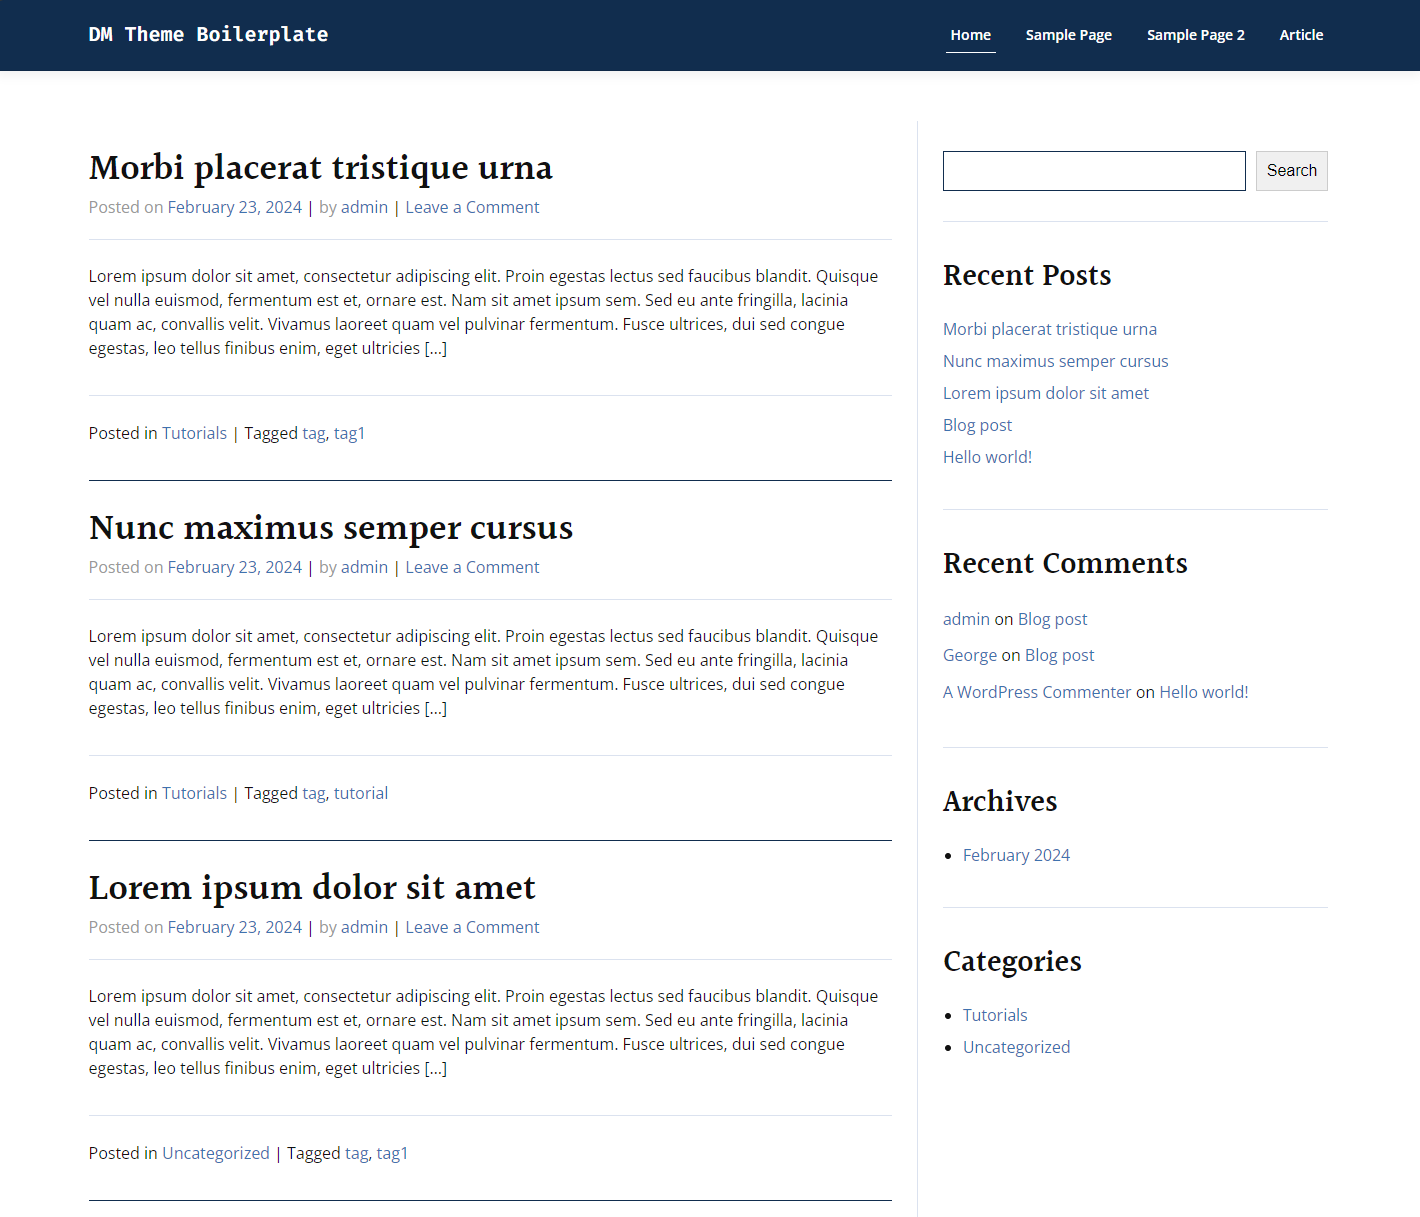 DM Theme Boilerplate
Home Sample Page Sample Page 2 Article
Morbi placerat tristique urna
Posted on February 23, 2024 | by admin | Leave a Comment
Lorem ipsum dolor sit amet, consectetur adipiscing elit. Proin egestas lectus sed faucibus blandit. Quisque
vel nulla euismod, fermentum est et, ornare est. Nam sit amet ipsum sem. Sed eu ante fringilla, lacinia
quam ac, convallis velit. Vivamus laoreet quam vel pulvinar fermentum. Fusce ultrices, dui sed congue
egestas, leo tellus finibus enim, eget ultricies [...]
Posted in Tutorials | Tagged tag, tag1
Nunc maximus semper cursus
Posted on February 23, 2024 | by admin | Leave a Comment
Lorem ipsum dolor sit amet, consectetur adipiscing elit. Proin egestas lectus sed faucibus blandit. Quisque
vel nulla euismod, fermentum est et, ornare est. Nam sit amet ipsum sem. Sed eu ante fringilla, lacinia
quam ac, convallis velit. Vivamus laoreet quam vel pulvinar fermentum. Fusce ultrices, dui sed congue
egestas, leo tellus finibus enim, eget ultricies [...]
Posted in Tutorials | Tagged tag, tutorial
Lorem ipsum dolor sit amet
Posted on February 23, 2024 | by admin | Leave a Comment
Lorem ipsum dolor sit amet, consectetur adipiscing elit. Proin egestas lectus sed faucibus blandit. Quisque
vel nulla euismod, fermentum est et, ornare est. Nam sit amet ipsum sem. Sed eu ante fringilla, lacinia
quam ac, convallis velit. Vivamus laoreet quam vel pulvinar fermentum. Fusce ultrices, dui sed congue
egestas, leo tellus finibus enim, eget ultricies [...]
Posted in Uncategorized | Tagged tag, tag1
Search
Recent Posts
Morbi placerat tristique urna
Nunc maximus semper cursus
Lorem ipsum dolor sit amet
Blog post
Hello world!
Recent Comments
admin on Blog post
George on Blog post
A WordPress Commenter on Hello world!
Archives
• February 2024
Categories
• Tutorials
• Uncategorized